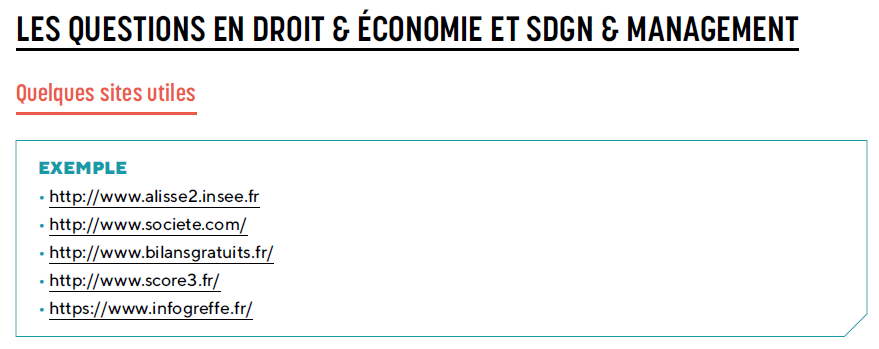 LES QUESTIONS EN DROIT & ÉCONOMIE ET SDGN & MANAGEMENT
Quelques sites utiles
EXEMPLE
• http://www.alisse2.insee.fr
• http://www.societe.com/
• http://www.bilansgratuits.fr/
• http://www.score3.fr/
• https://www.infogreffe.fr/